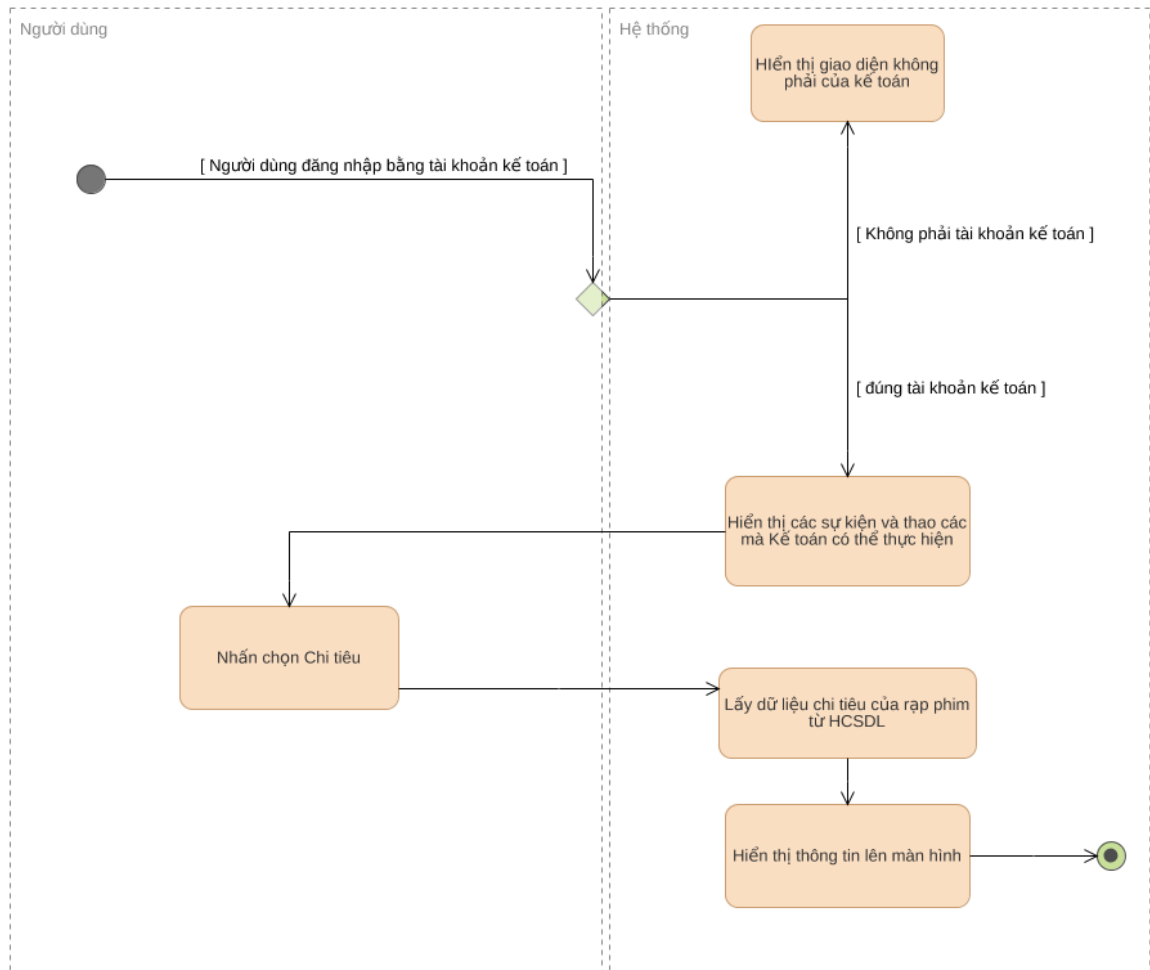 Người dùng
Hệ thống
HIển thị giao diện không
phải của kế toán
[ Người dùng đăng nhập bằng tài khoản kế toán ]
[ Không phải tài khoản kế toán ]
[ đúng tài khoản kế toán ]
Hiển thị các sự kiện và thao các
mà Kế toán có thể thực hiện
Nhấn chọn Chi tiêu
Lấy dữ liệu chi tiêu của rạp phim
từ HCSDL
Hiển thị thông tin lên màn hình